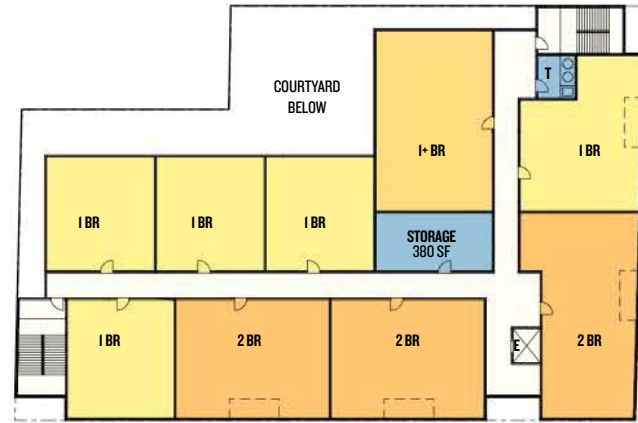 T
COURTYARD
BELOW
1+ BR
1 BR
1 BR
1 BR
1 BR
STORAGE
380 SF
1 BR
2 BR
2 BR
E
2 BR